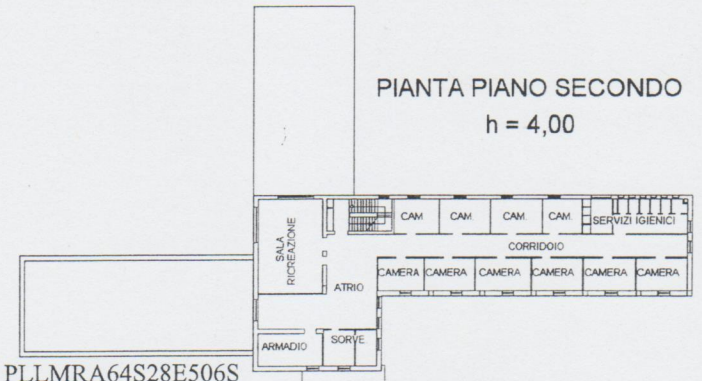 PIANTA PIANO SECONDO
h = 4,00
CAM.
CAM.
CAM.
CAM.
SERVIZI IGIENICI
SALA
RICREAZIONE
CORRIDOIO
CAMERA
CAMERA
CAMERA
CAMERA
CAMERA
CAMERA
ATRIO
ARMADIO
SORVE
PLLMRA64S28E506S